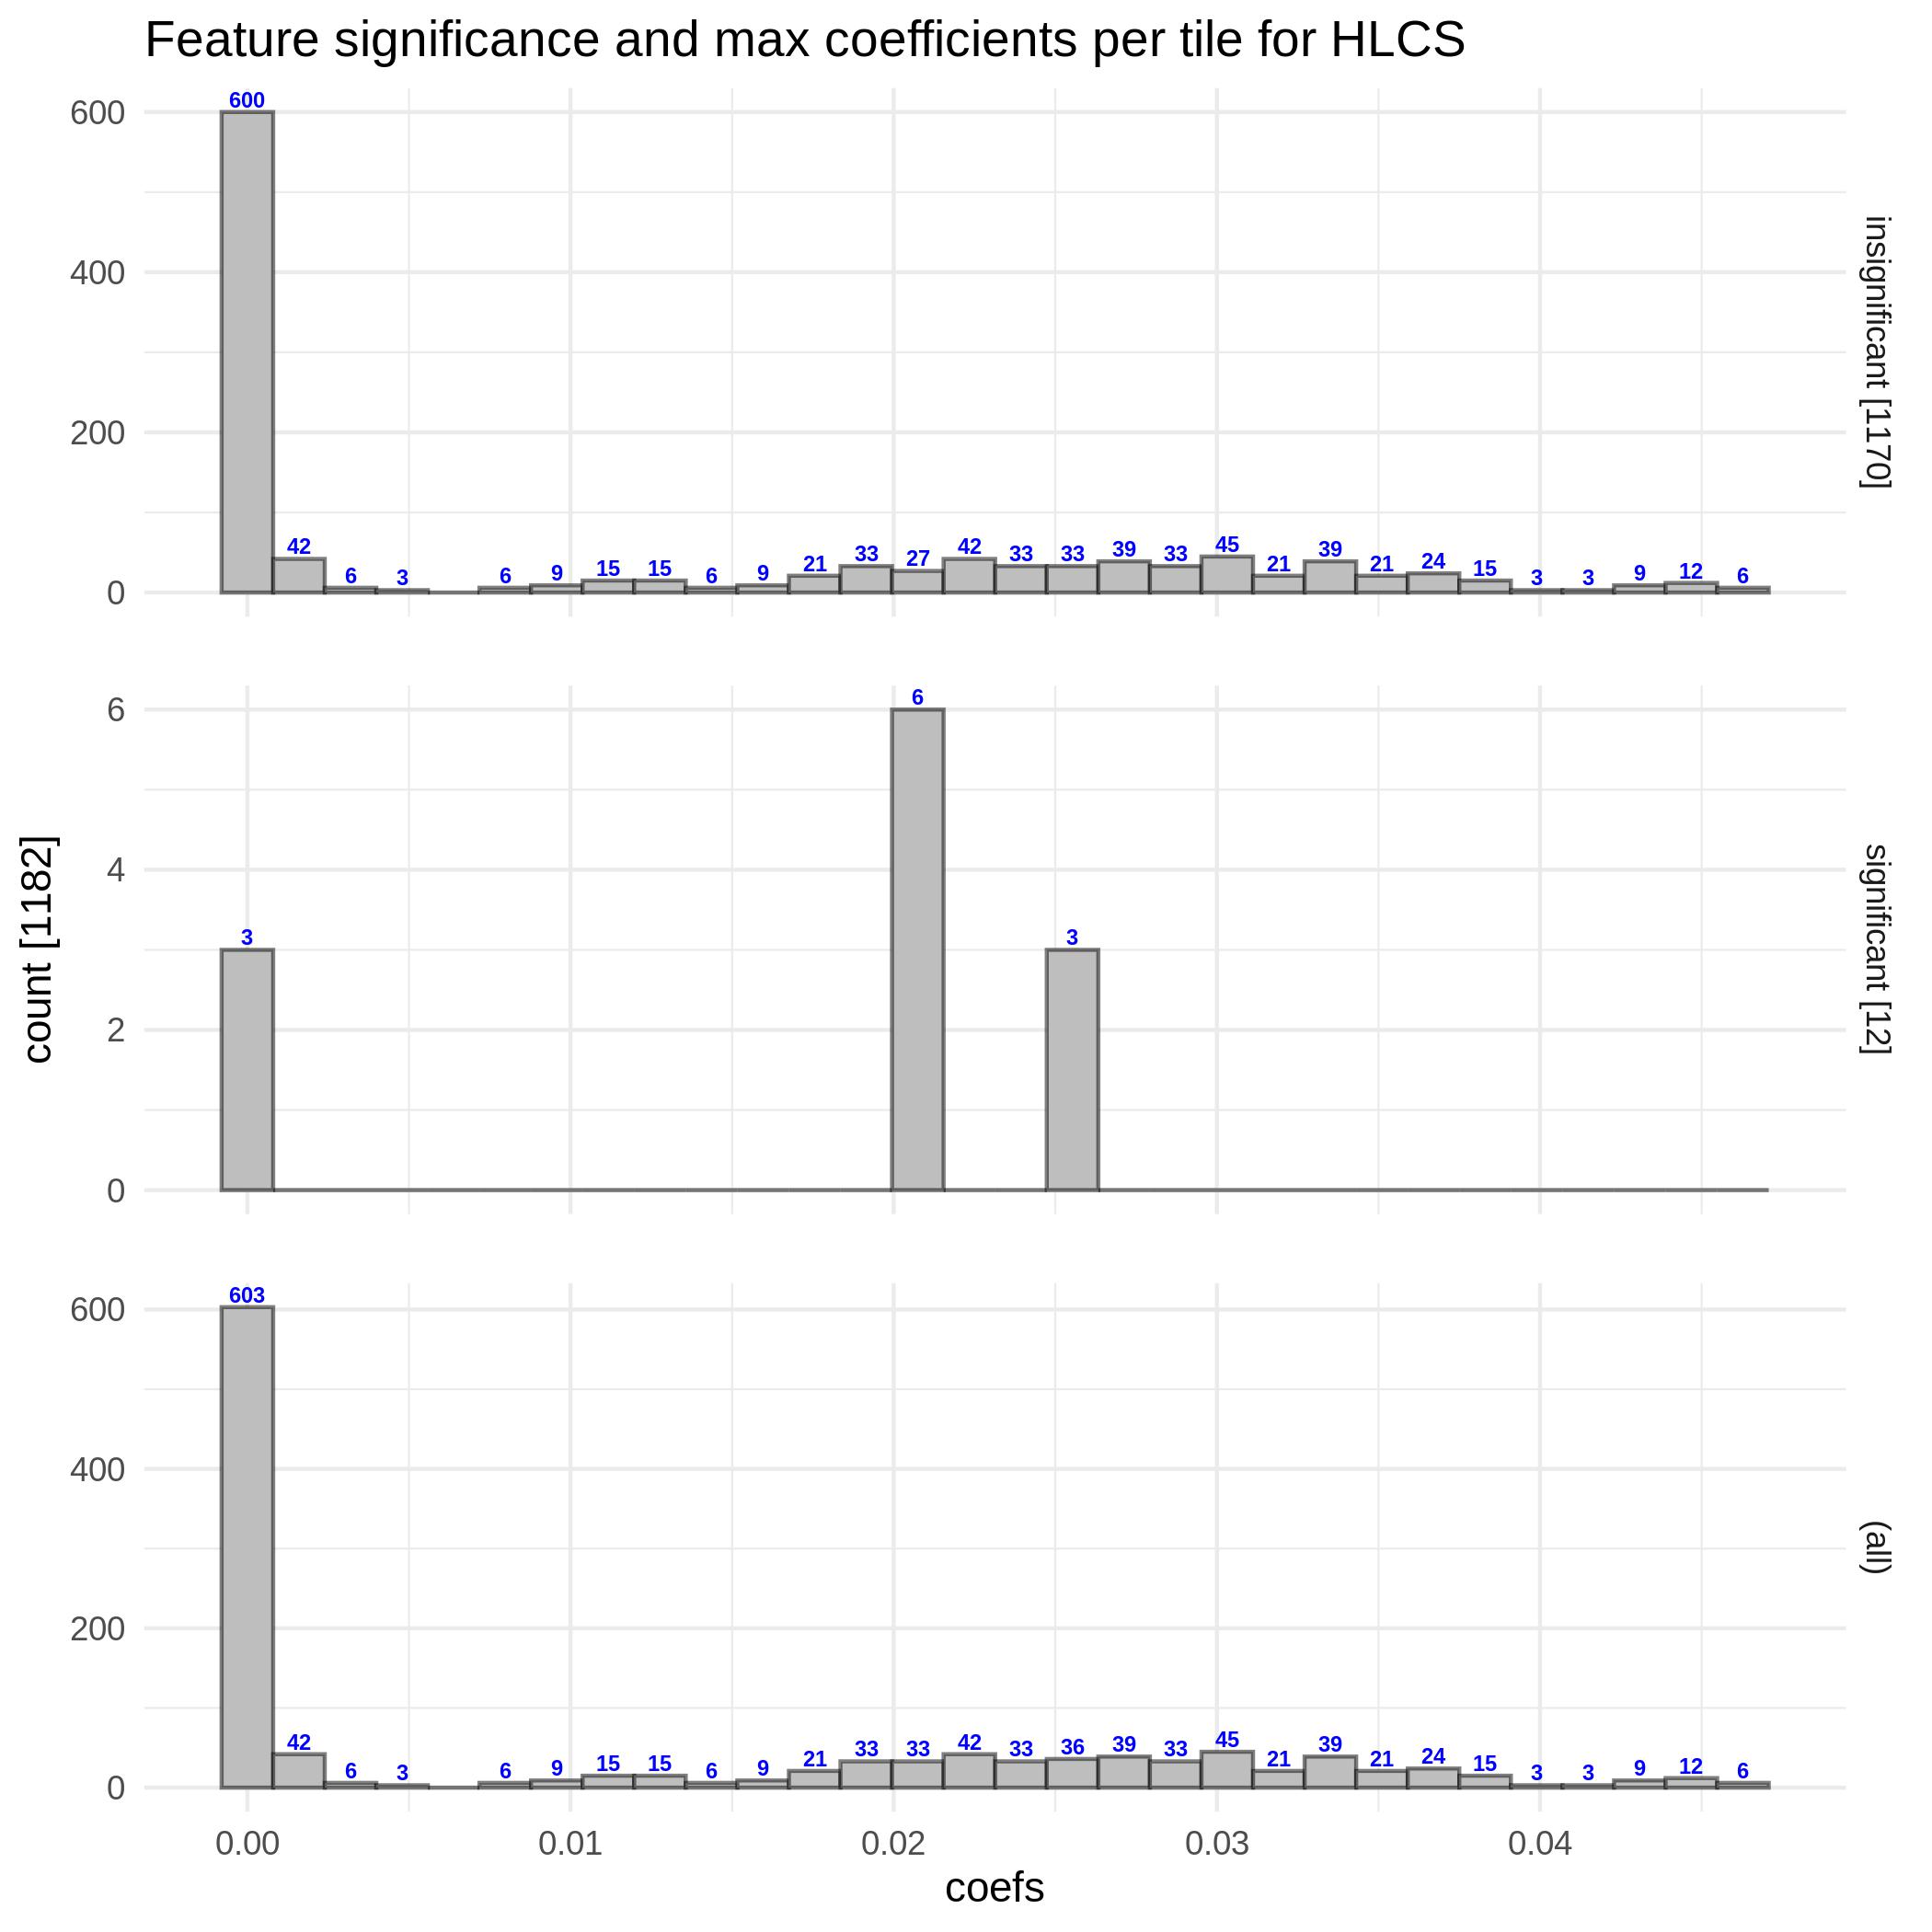 Feature significance and max coefficients per tile for HLCS
600
600
400
200
0
42 6 3 6 9 15 15 6 9 21 33 27 42 33 33 39 33 45 21 39 21 24 15 3 3 9 12 6
insignificant [1170]
6
4
2
0
3 6 3
significant [12]
count [1182]
603
600
400
200
0
42 6 3 6 9 15 15 6 9 21 33 33 42 33 36 39 33 45 21 39 21 24 15 3 3 9 12 6
(all)
0.00 0.01 0.02 0.03 0.04
coefs